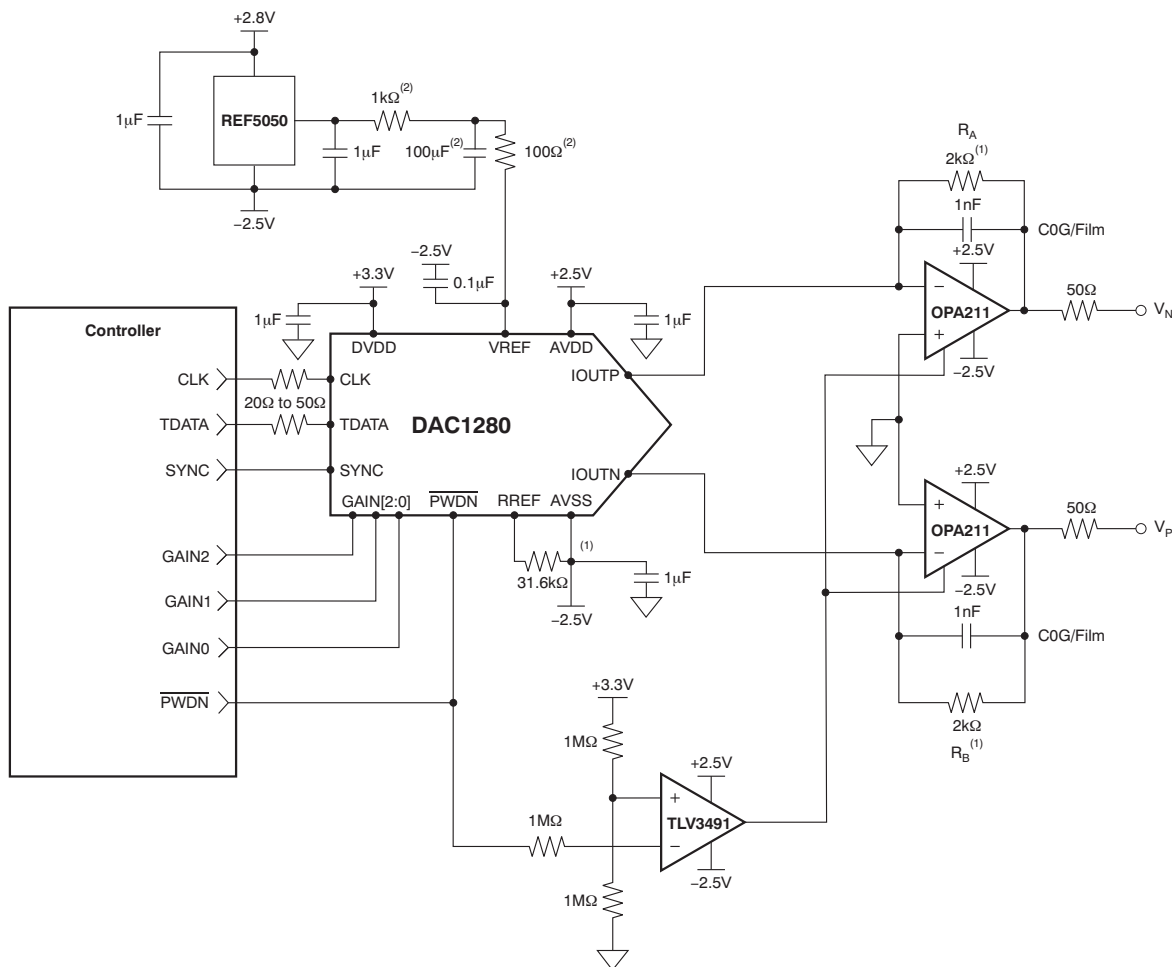 +2.8V
1μF
REF5050
1kΩ(2)
1μF
100μF(2)
100Ω(2)
−2.5V
RA
2kΩ(1)
1nF
C0G/Film
+2.5V
OPA211
−
+
−2.5V
50Ω
VN
−2.5V
0.1μF
+3.3V
1μF
+2.5V
1μF
Controller
CLK
TDATA
SYNC
GAIN2
GAIN1
GAIN0
PWDN
20Ω to 50Ω
DVDD
VREF
AVDD
CLK
IOUTP
TDATA
DAC1280
SYNC
IOUTN
GAIN[2:0]
PWDN
RREF
AVSS
(1)
31.6kΩ
1μF
−2.5V
+2.5V
+
OPA211
−
−2.5V
50Ω
VP
1nF
C0G/Film
2kΩ
RB(1)
+3.3V
1MΩ
+2.5V
+
TLV3491
−
1MΩ
−2.5V
1MΩ